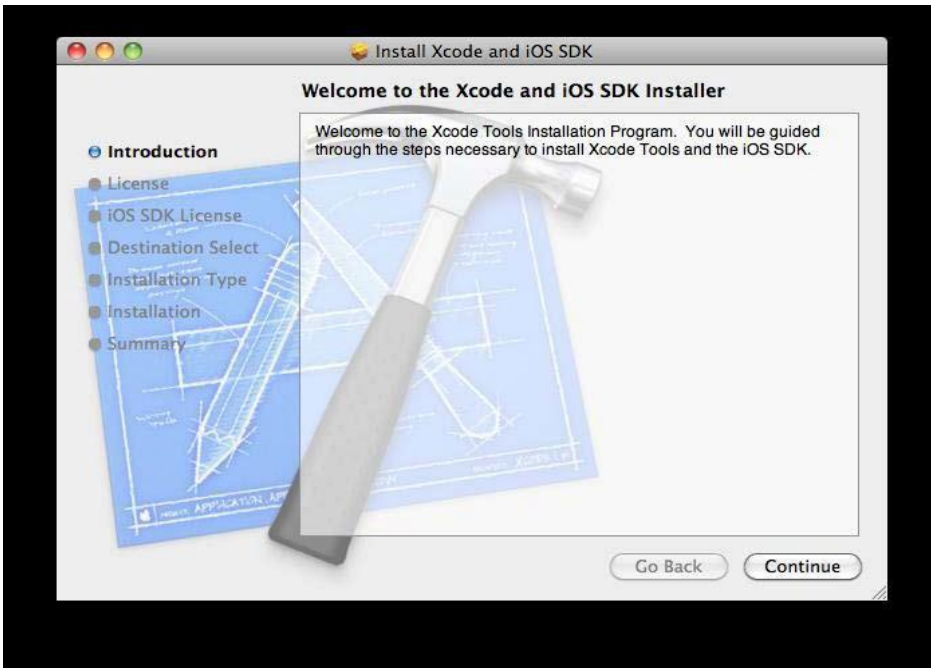 Install Xcode and iOS SDK
Welcome to the Xcode and iOS SDK Installer
Introduction
License
iOS SDK License
Destination Select
Installation Type
Installation
Summary
Welcome to the Xcode Tools Installation Program. You will be guided
through the steps necessary to install Xcode Tools and the iOS SDK.
APPLICATION
Go Back
Continue